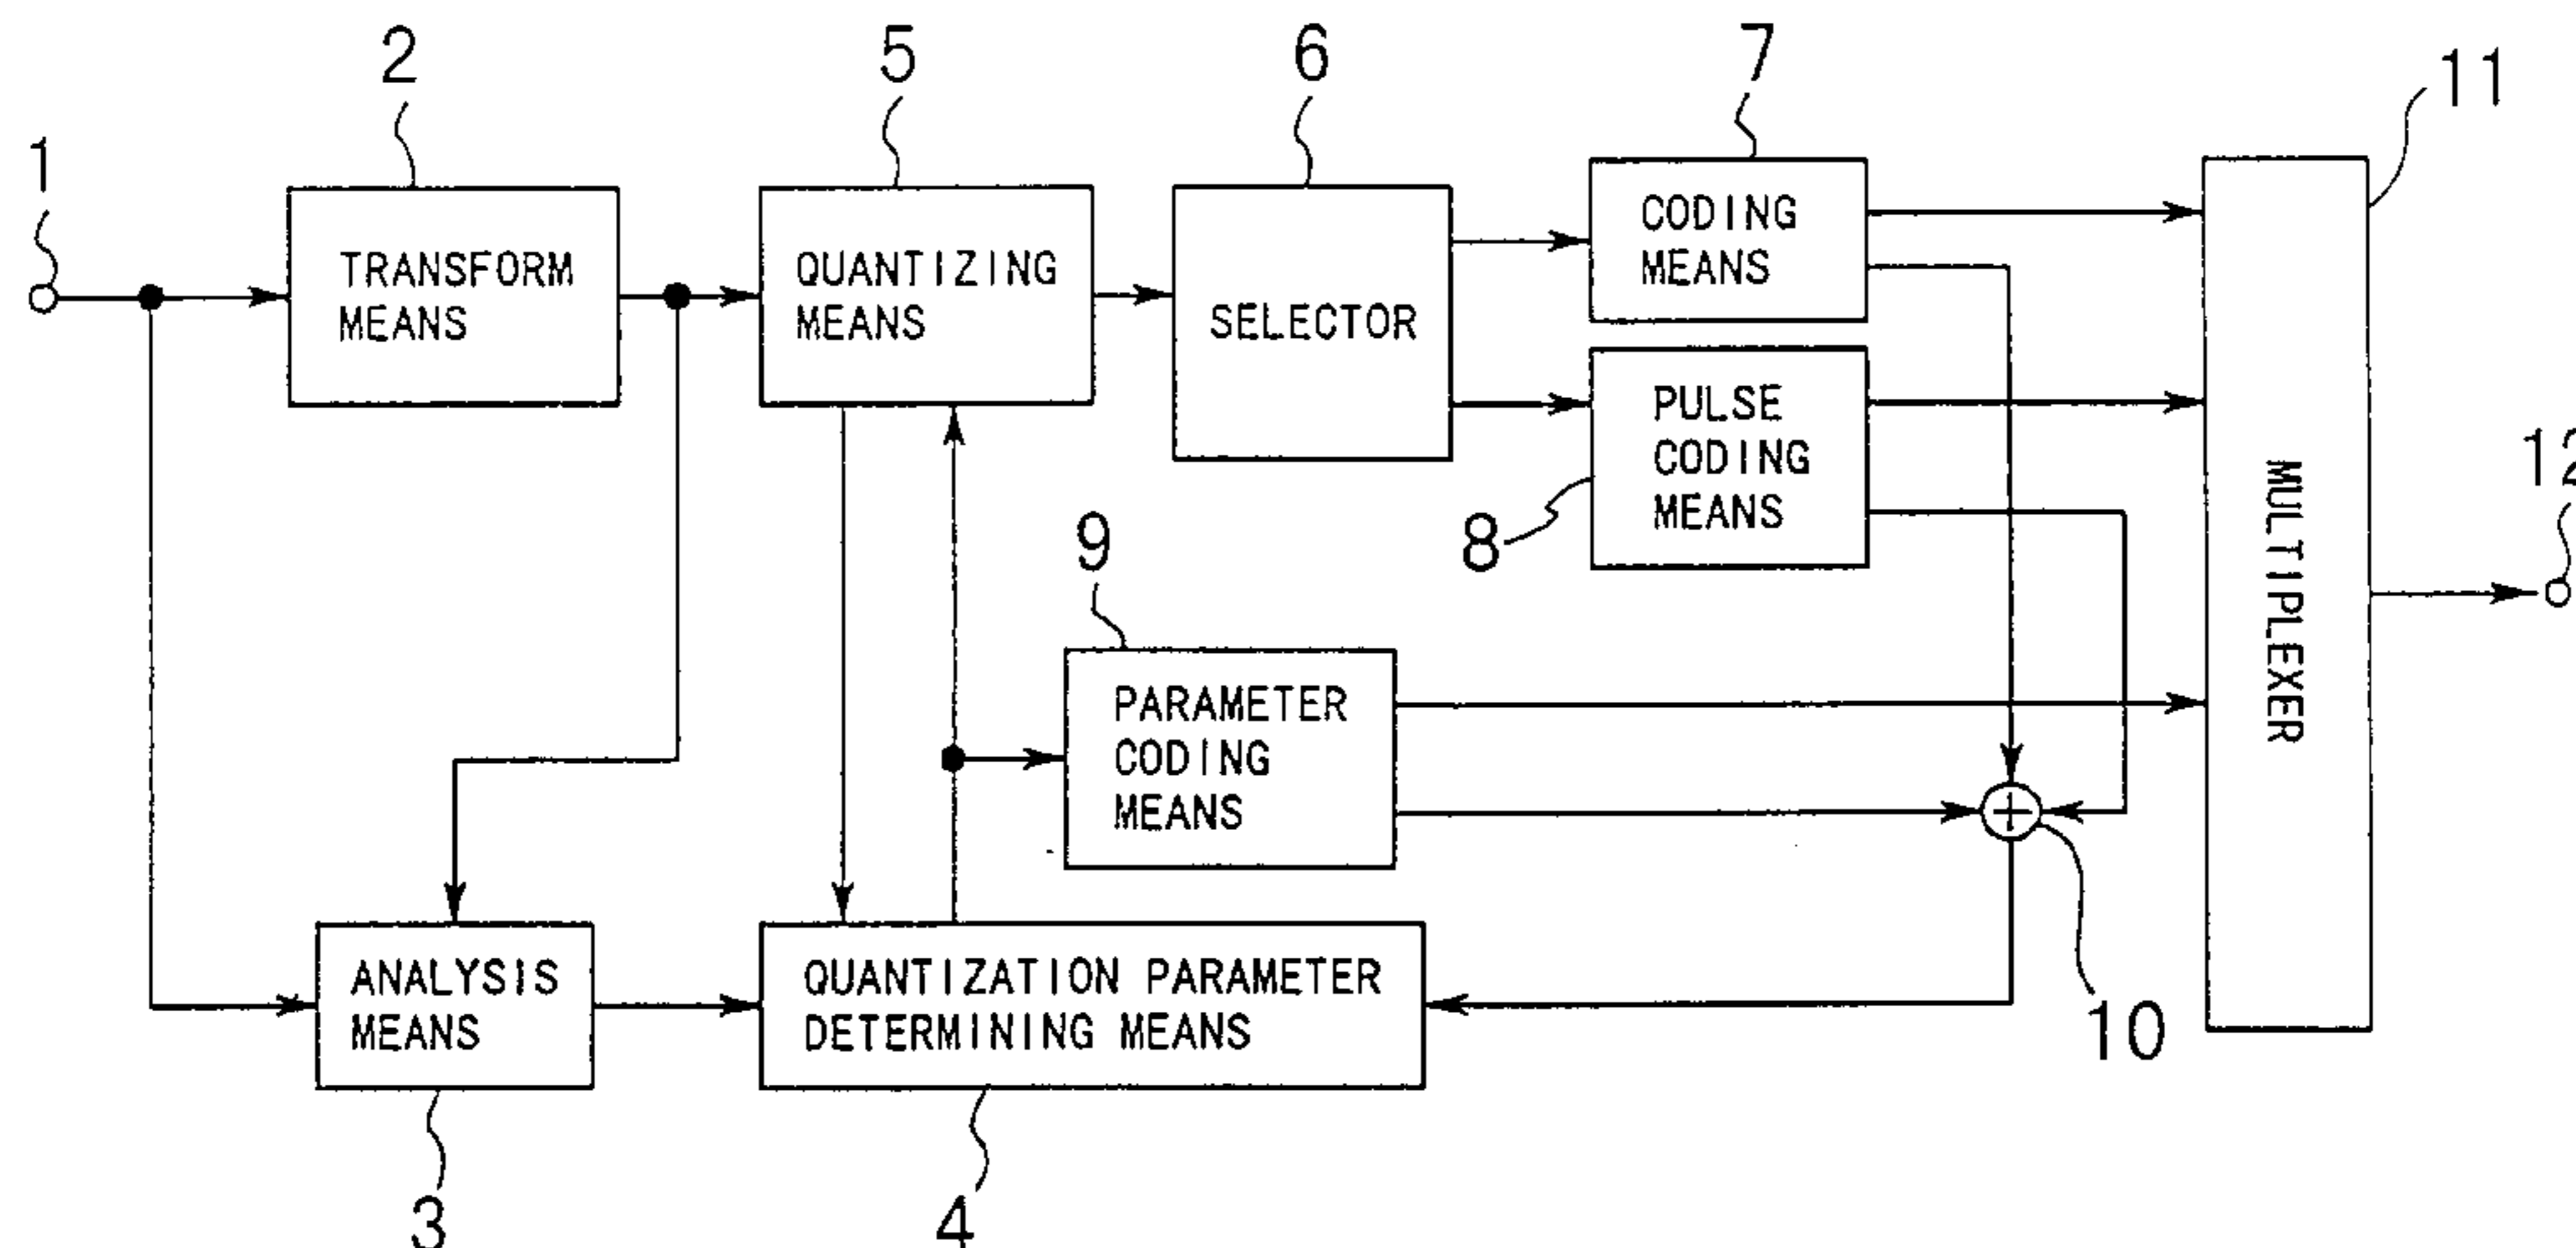 2
5
6
7
11
1
TRANSFORM
MEANS
QUANTIZING
MEANS
SELECTOR
CODING
MEANS
PULSE
CODING
MEANS
8
MULTIPLEXER
12
9
PARAMETER
CODING
MEANS
ANALYSIS
MEANS
QUANTIZATION PARAMETER
DETERMINING MEANS
10
3
4